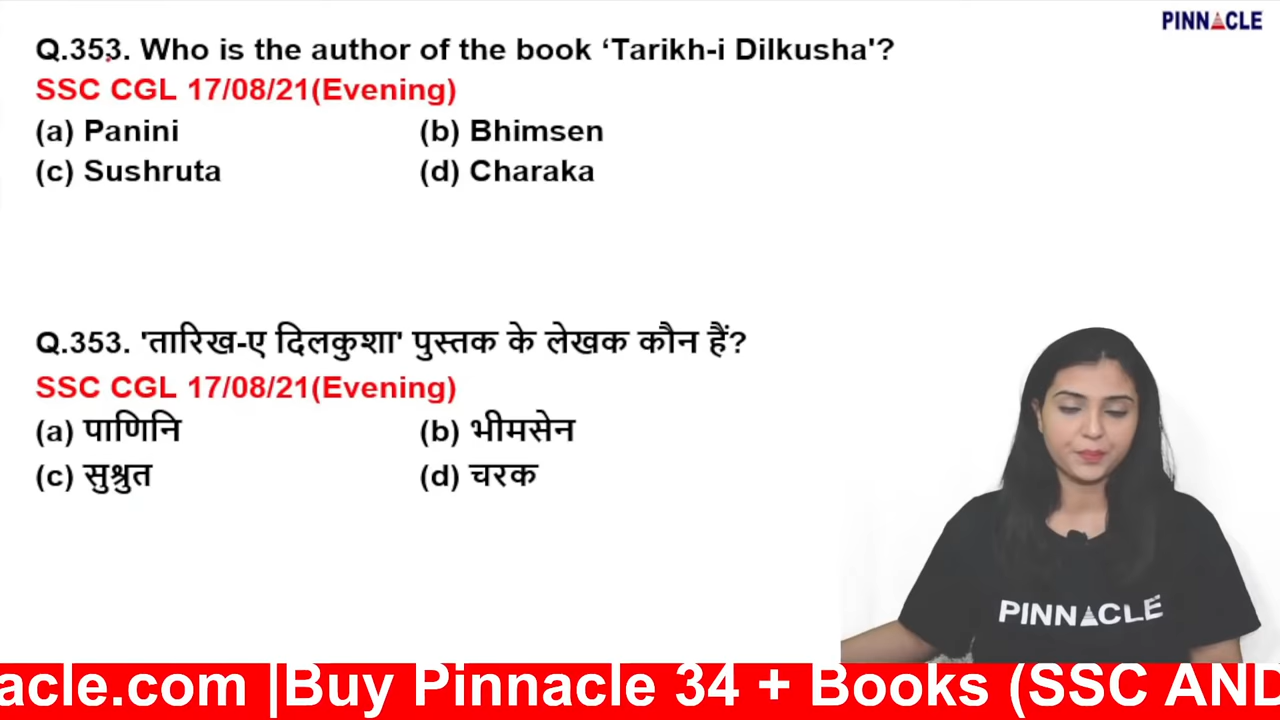 PINNACLE
Q.353. Who is the author of the book ‘Tarikh-i Dilkusha'?
SSC CGL 17/08/21(Evening)
(a) Panini (b) Bhimsen
(c) Sushruta (d) Charaka
Q.353. 'तारिख-ए दिलकुशा' पुस्तक के लेखक कौन हैं?
SSC CGL 17/08/21(Evening)
(a) पाणिनि (b) भीमसेन
(c) सुश्रुत (d) चरक
PINNACLE
acle.com |Buy Pinnacle 34 + Books (SSC AND